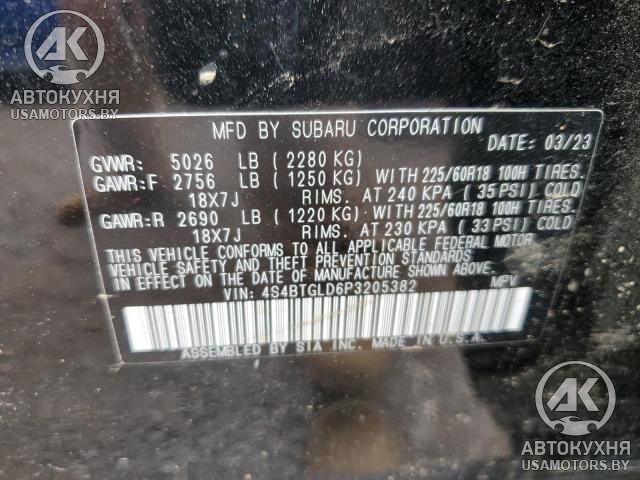 AK
АВТОКУХНЯ
USAMOTORS.BY
MFD BY SUBARU CORPORATION
DATE: 03/23
GVWR: 5026 LB (2280 KG)
GAWR:F 2756 LB (1250 KG) WITH 225/60R18 100H TIRES.
18X7J RIMS. AT 240 KPA (35 PSI) COLD
GAWR:R 2690 LB (1220 KG) WITH 225/60R18 100H TIRES.
18X7J RIMS. AT 230 KPA (33 PSI) COLD
THIS VEHICLE CONFORMS TO ALL APPLICABLE FEDERAL MOTOR
VEHICLE SAFETY AND THEFT PREVENTION STANDARDS
IN EFFECT ON THE DATE OF MANUFACTURE SHOWN ABOVE.
VIN: 4S4BTGLD6P3205382 MPV
ASSEMBLED BY SIA INC. MADE IN U.S.A.
AK
АВТОКУХНЯ
USAMOTORS.BY